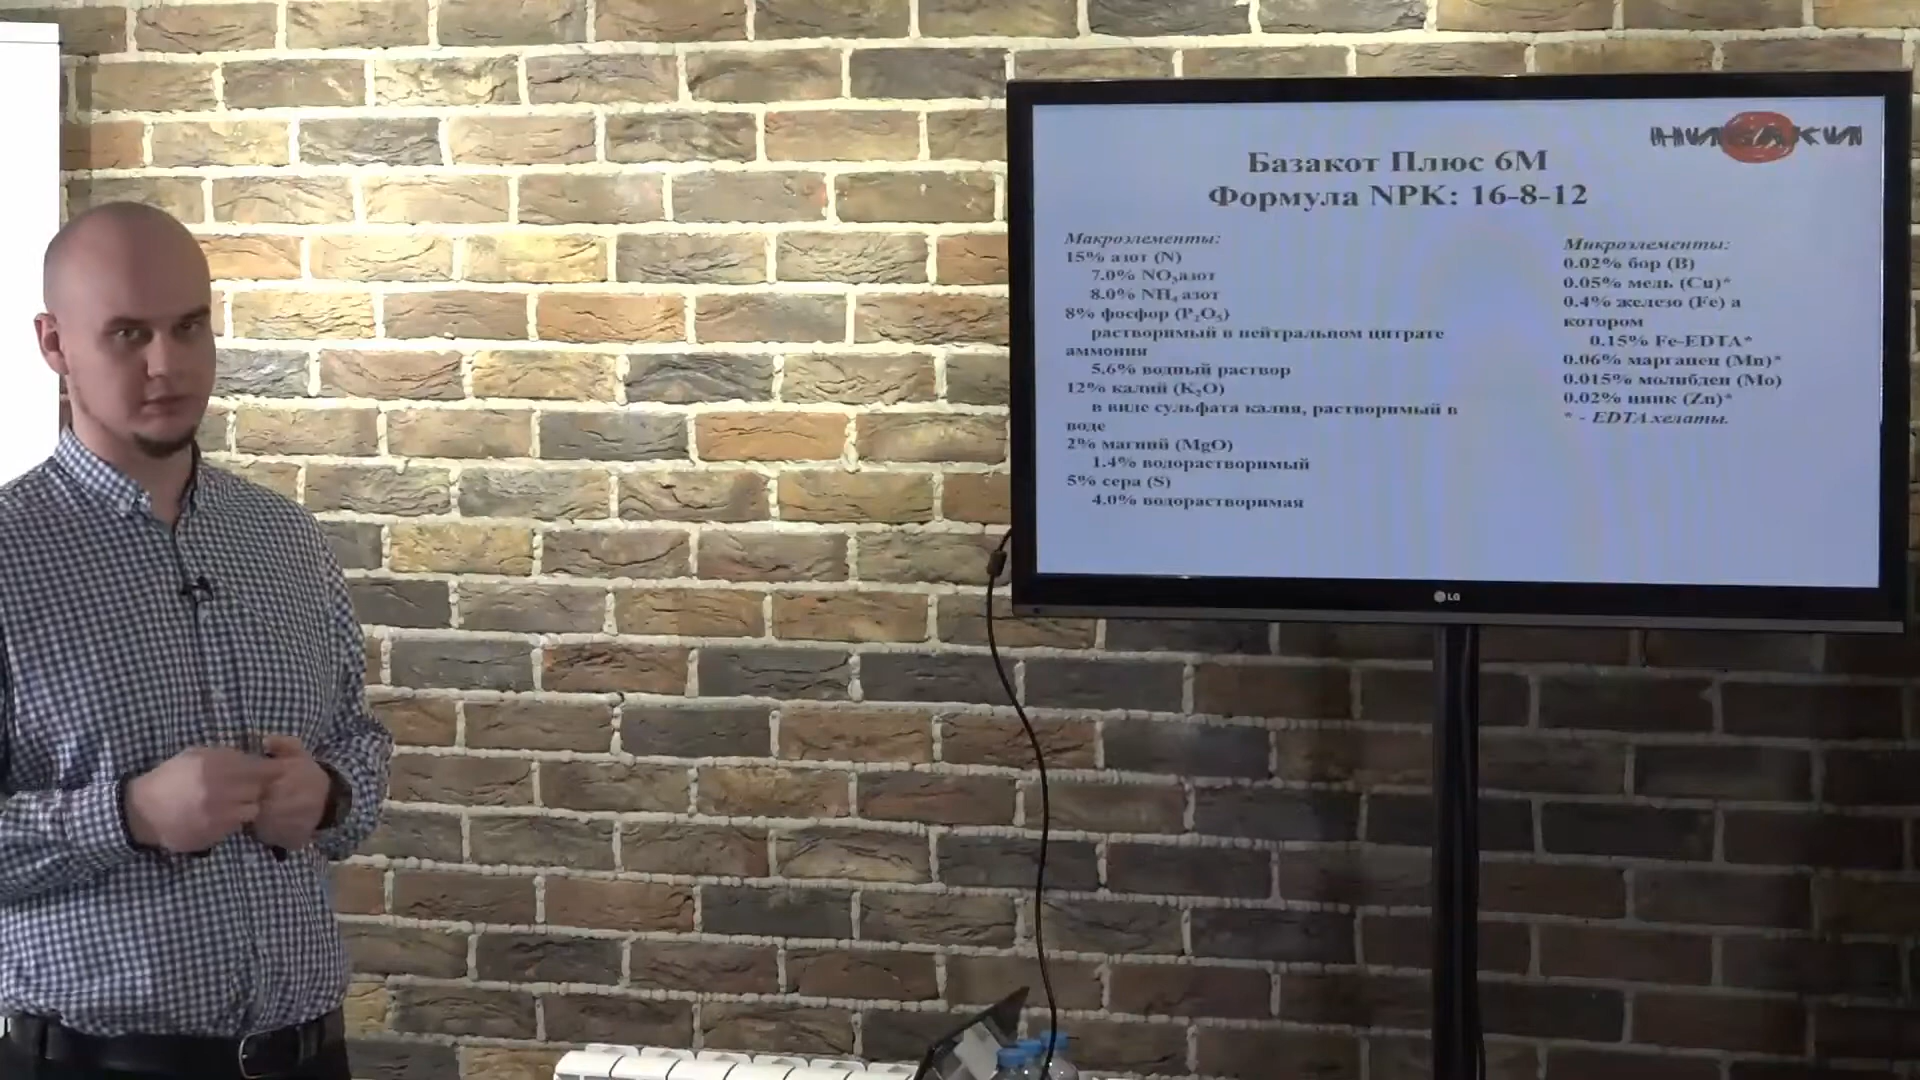 НИВАКИ
Базакот Плюс 6М
Формула NPK: 16-8-12
Макроэлементы:
15% азот (N)
7.0% NO₃азот
8.0% NH₄ азот
8% фосфор (P₂O₅)
растворимый в нейтральном цитрате
аммония
5.6% водный раствор
12% калий (K₂O)
в виде сульфата калия, растворимый в
воде
2% магний (MgO)
1.4% водорастворимый
5% сера (S)
4.0% водорастворимая
Микроэлементы:
0.02% бор (B)
0.05% медь (Cu)*
0.4% железо (Fe) а
котором
0.15% Fe-EDTA*
0.06% марганец (Mn)*
0.015% молибден (Mo)
0.02% цинк (Zn)*
* - EDTA хелаты.
LG